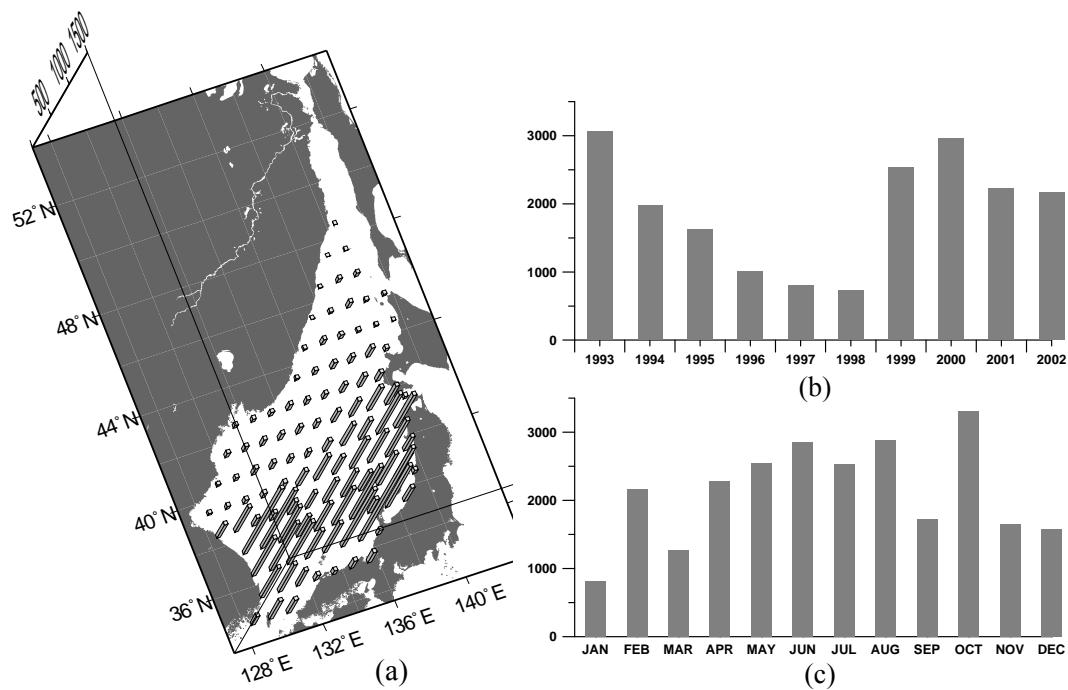 500 1000 1500
52° N
48° N
44° N
40° N
36° N
128° E 132° E 136° E 140° E
(a)
3000
2000
1000
0
1993 1994 1995 1996 1997 1998 1999 2000 2001 2002
(b)
3000
2000
1000
0
JAN FEB MAR APR MAY JUN JUL AUG SEP OCT NOV DEC
(c)